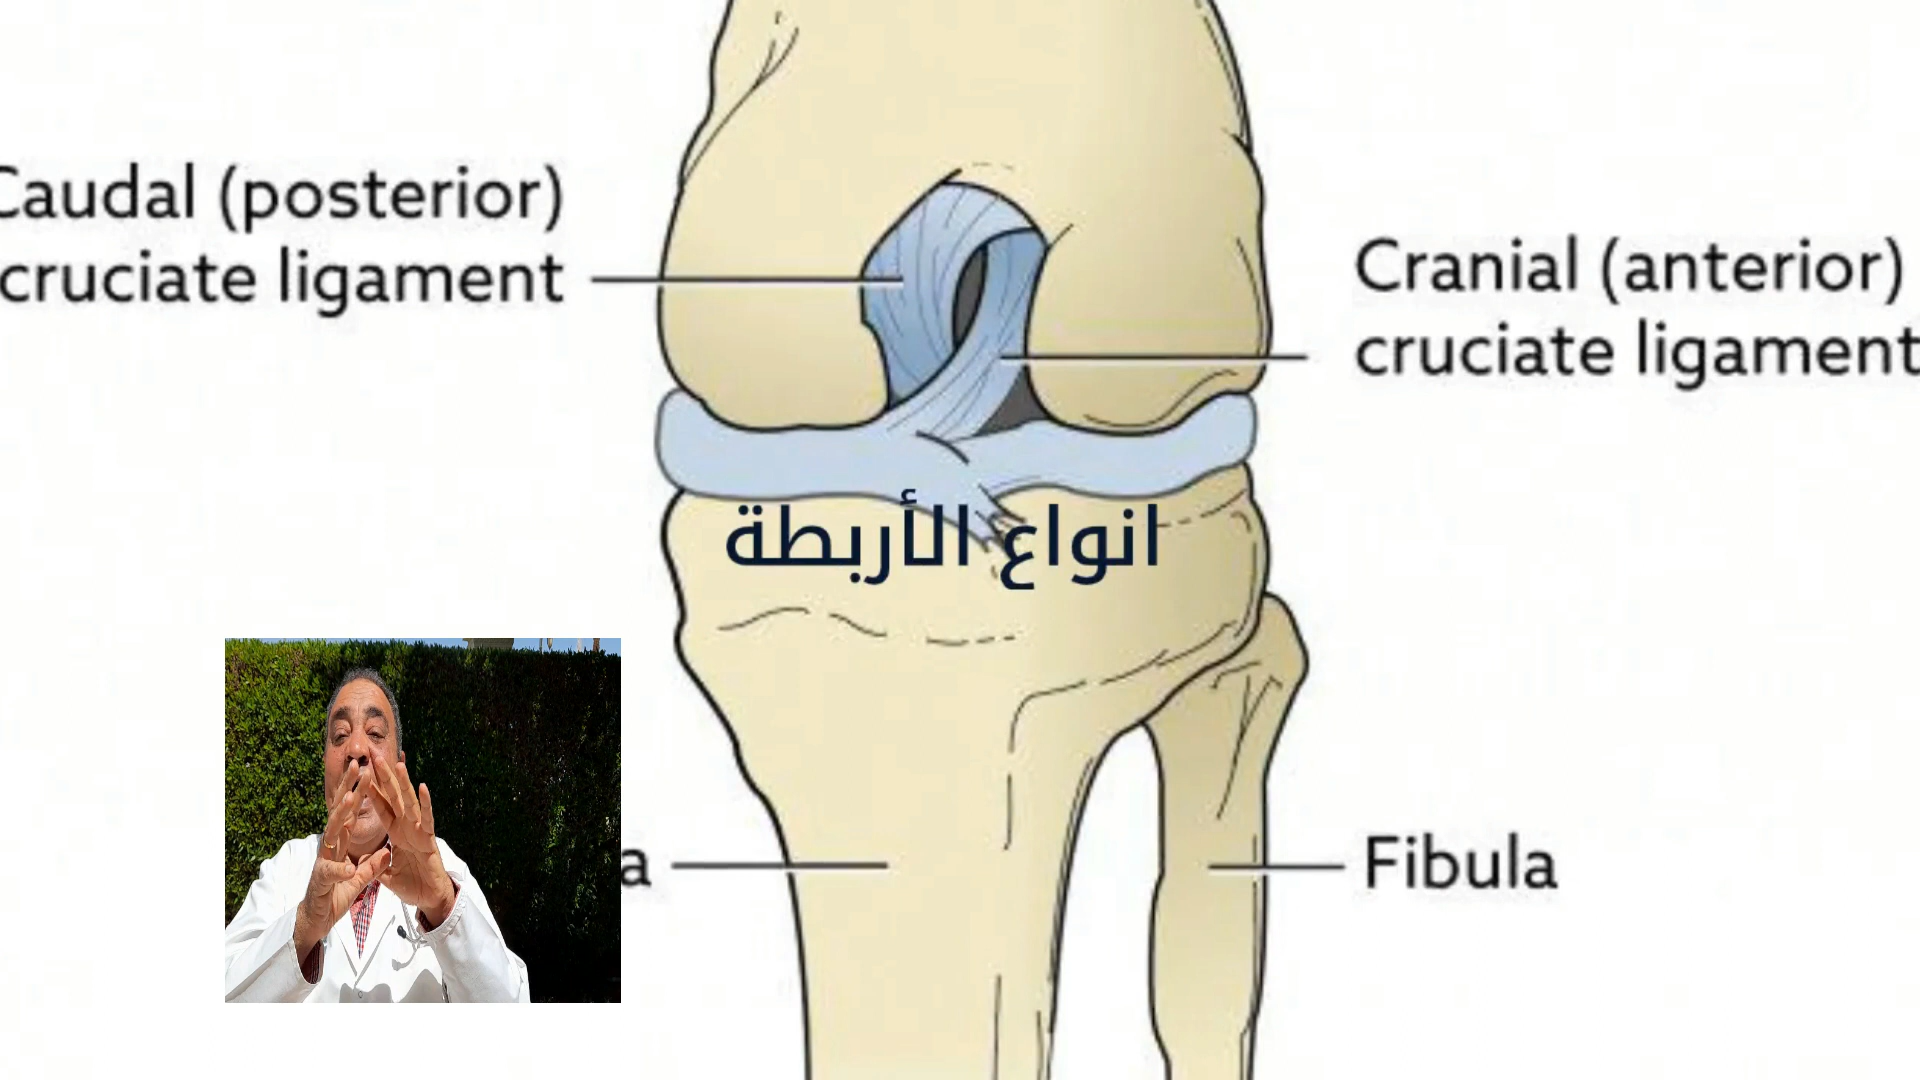 Caudal (posterior)
cruciate ligament
Cranial (anterior)
cruciate ligament
انواع الأربطة
Fibula